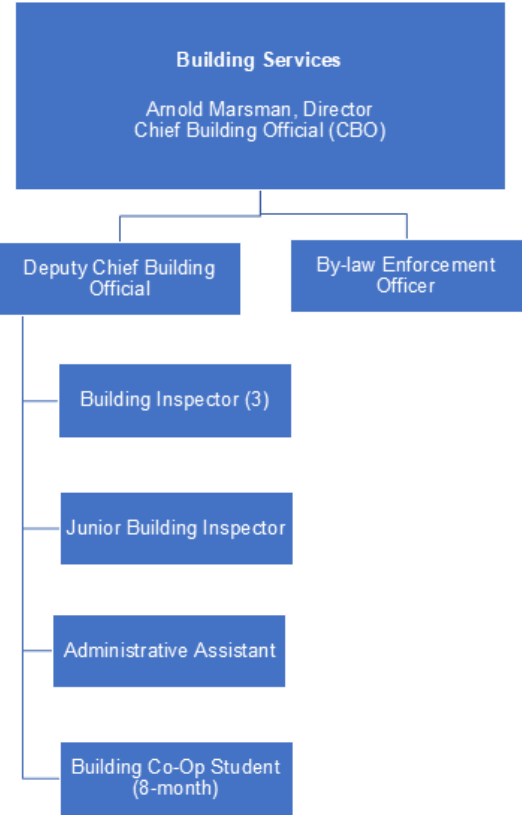 Building Services
Arnold Marsman, Director
Chief Building Official (CBO)
Deputy Chief Building
Official
By-law Enforcement
Officer
Building Inspector (3)
Junior Building Inspector
Administrative Assistant
Building Co-Op Student
(8-month)